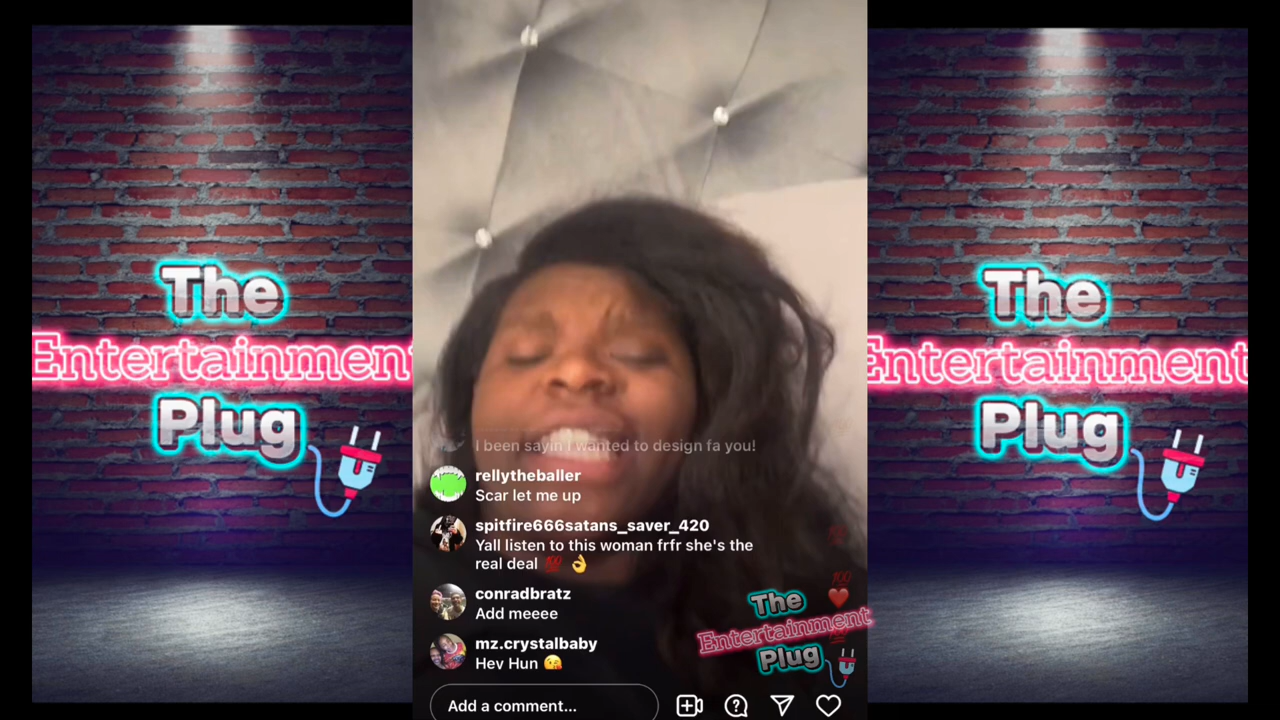 The
Entertainment
Plug
I been sayin I wanted to design fa you!
rellytheballer
Scar let me up
spitfire666satans_saver_420
Yall listen to this woman frfr she's the
real deal 💯 👌
conradbratz
Add meeee
mz.crystalbaby
Hey Hun 😘
Add a comment...
The
Entertainment
Plug
The
Entertainment
Plug